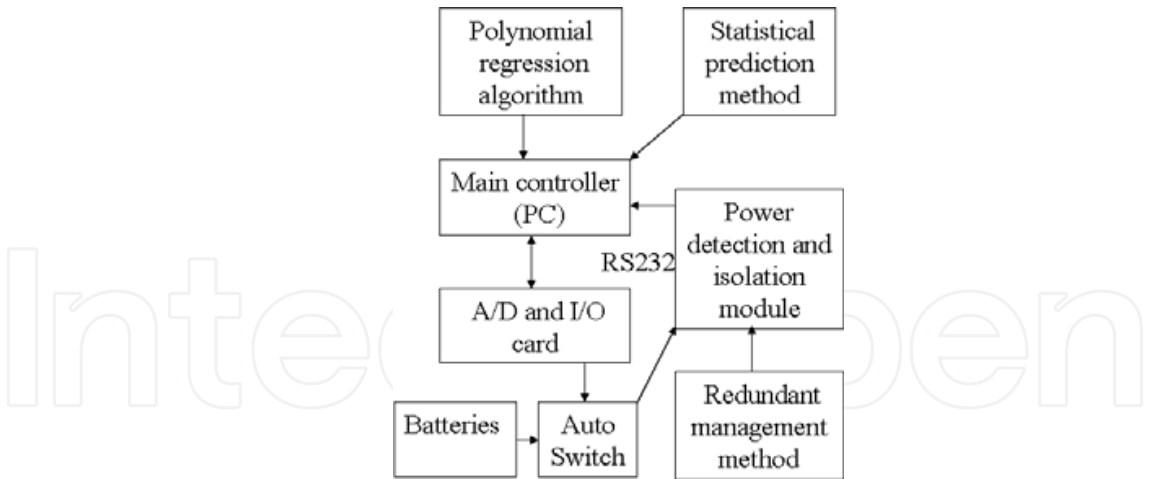 Polynomial
regression
algorithm
Statistical
prediction
method
Main controller
(PC)
Power
detection and
isolation
module
RS232
A/D and I/O
card
Batteries
Auto
Switch
Redundant
management
method